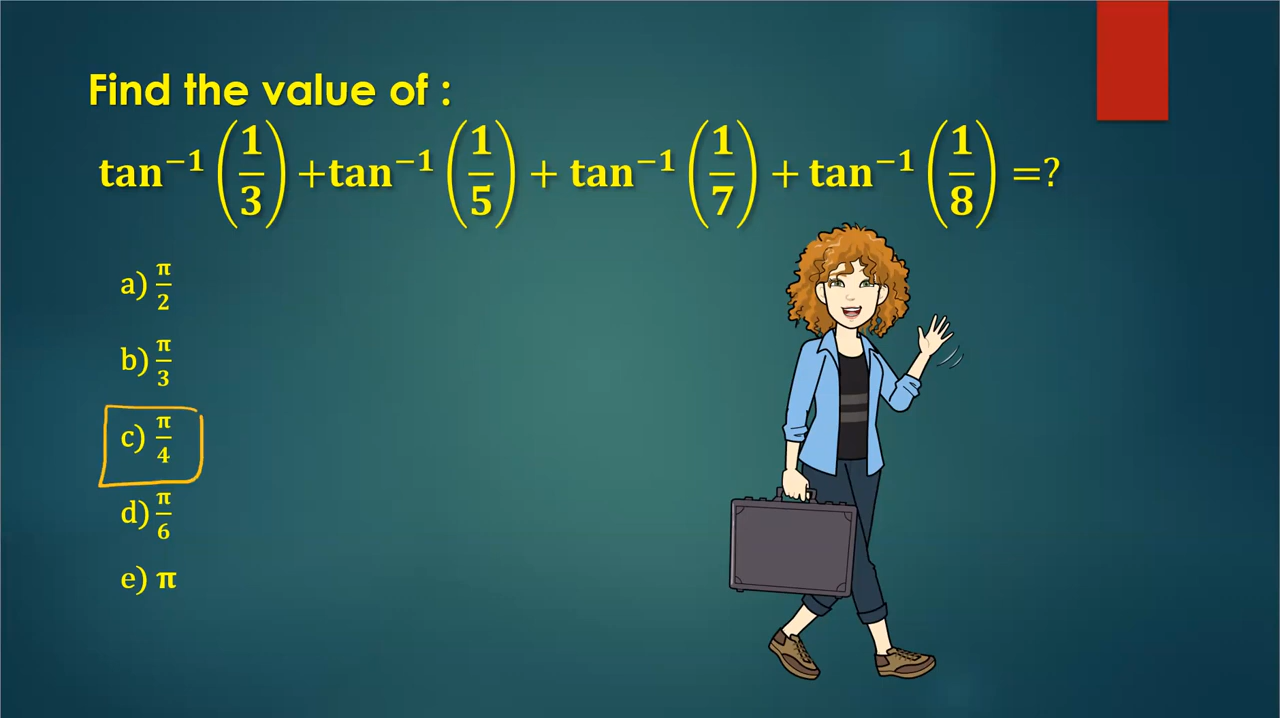 Find the value of :
tan⁻¹(1/3) +tan⁻¹(1/5) + tan⁻¹(1/7) + tan⁻¹(1/8) =?
a) π/2
b) π/3
c) π/4
d) π/6
e) π